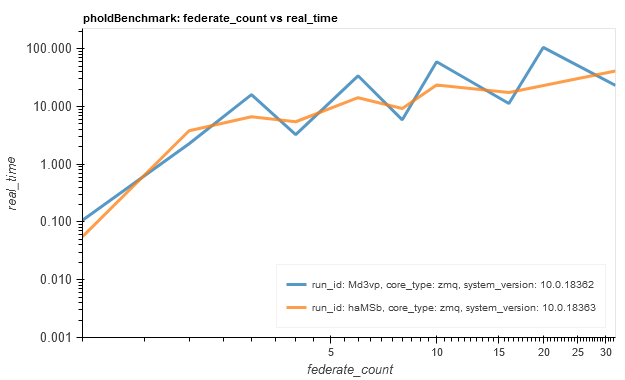 pholdBenchmark: federate_count vs real_time
100.000
10.000
1.000
0.100
0.010
0.001
real_time
5
10
15
20
25
30
federate_count
run_id: Md3vp, core_type: zmq, system_version: 10.0.18362
run_id: haMSb, core_type: zmq, system_version: 10.0.18363